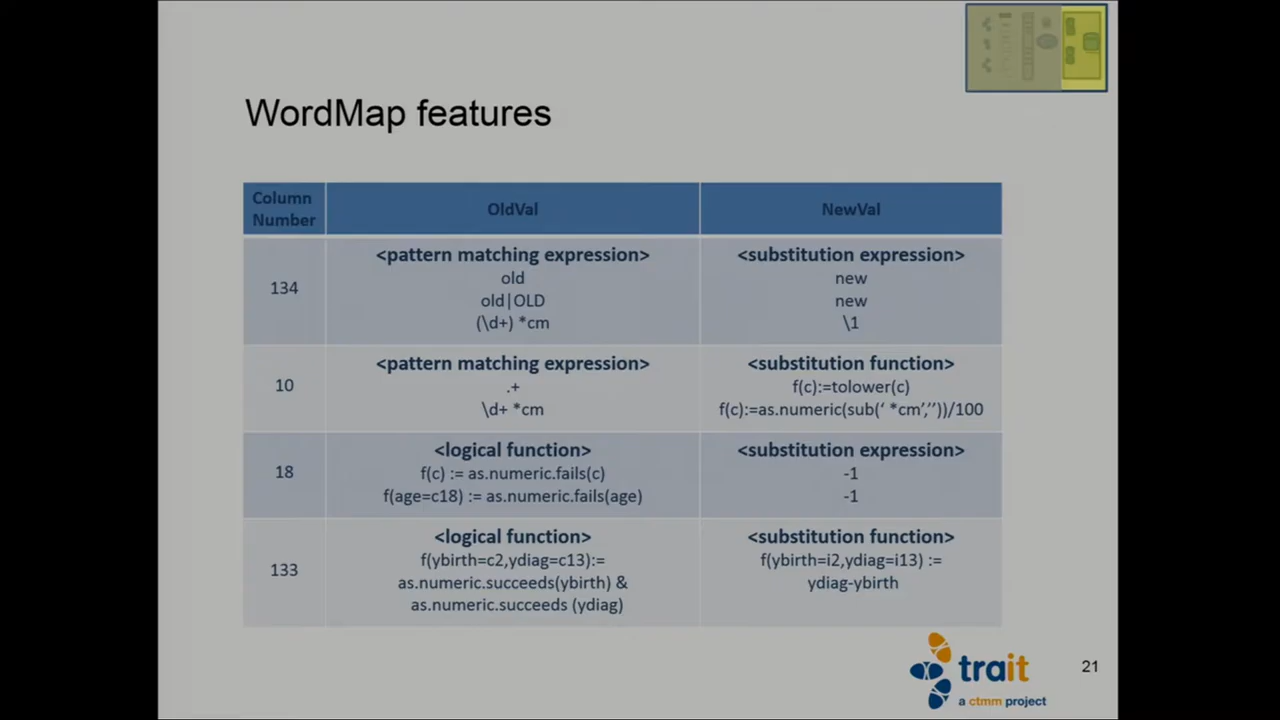 WordMap features
Column
Number
OldVal
NewVal
134
<pattern matching expression>
old
old|OLD
(\d+) *cm
<substitution expression>
new
new
\1
10
<pattern matching expression>
.+
\d+ *cm
<substitution function>
f(c):=tolower(c)
f(c):=as.numeric(sub(‘ *cm’,’’))/100
18
<logical function>
f(c) := as.numeric.fails(c)
f(age=c18) := as.numeric.fails(age)
<substitution expression>
-1
-1
133
<logical function>
f(ybirth=c2,ydiag=c13):=
as.numeric.succeeds(ybirth) &
as.numeric.succeeds (ydiag)
<substitution function>
f(ybirth=i2,ydiag=i13) :=
ydiag-ybirth
trait
a ctmm project
21